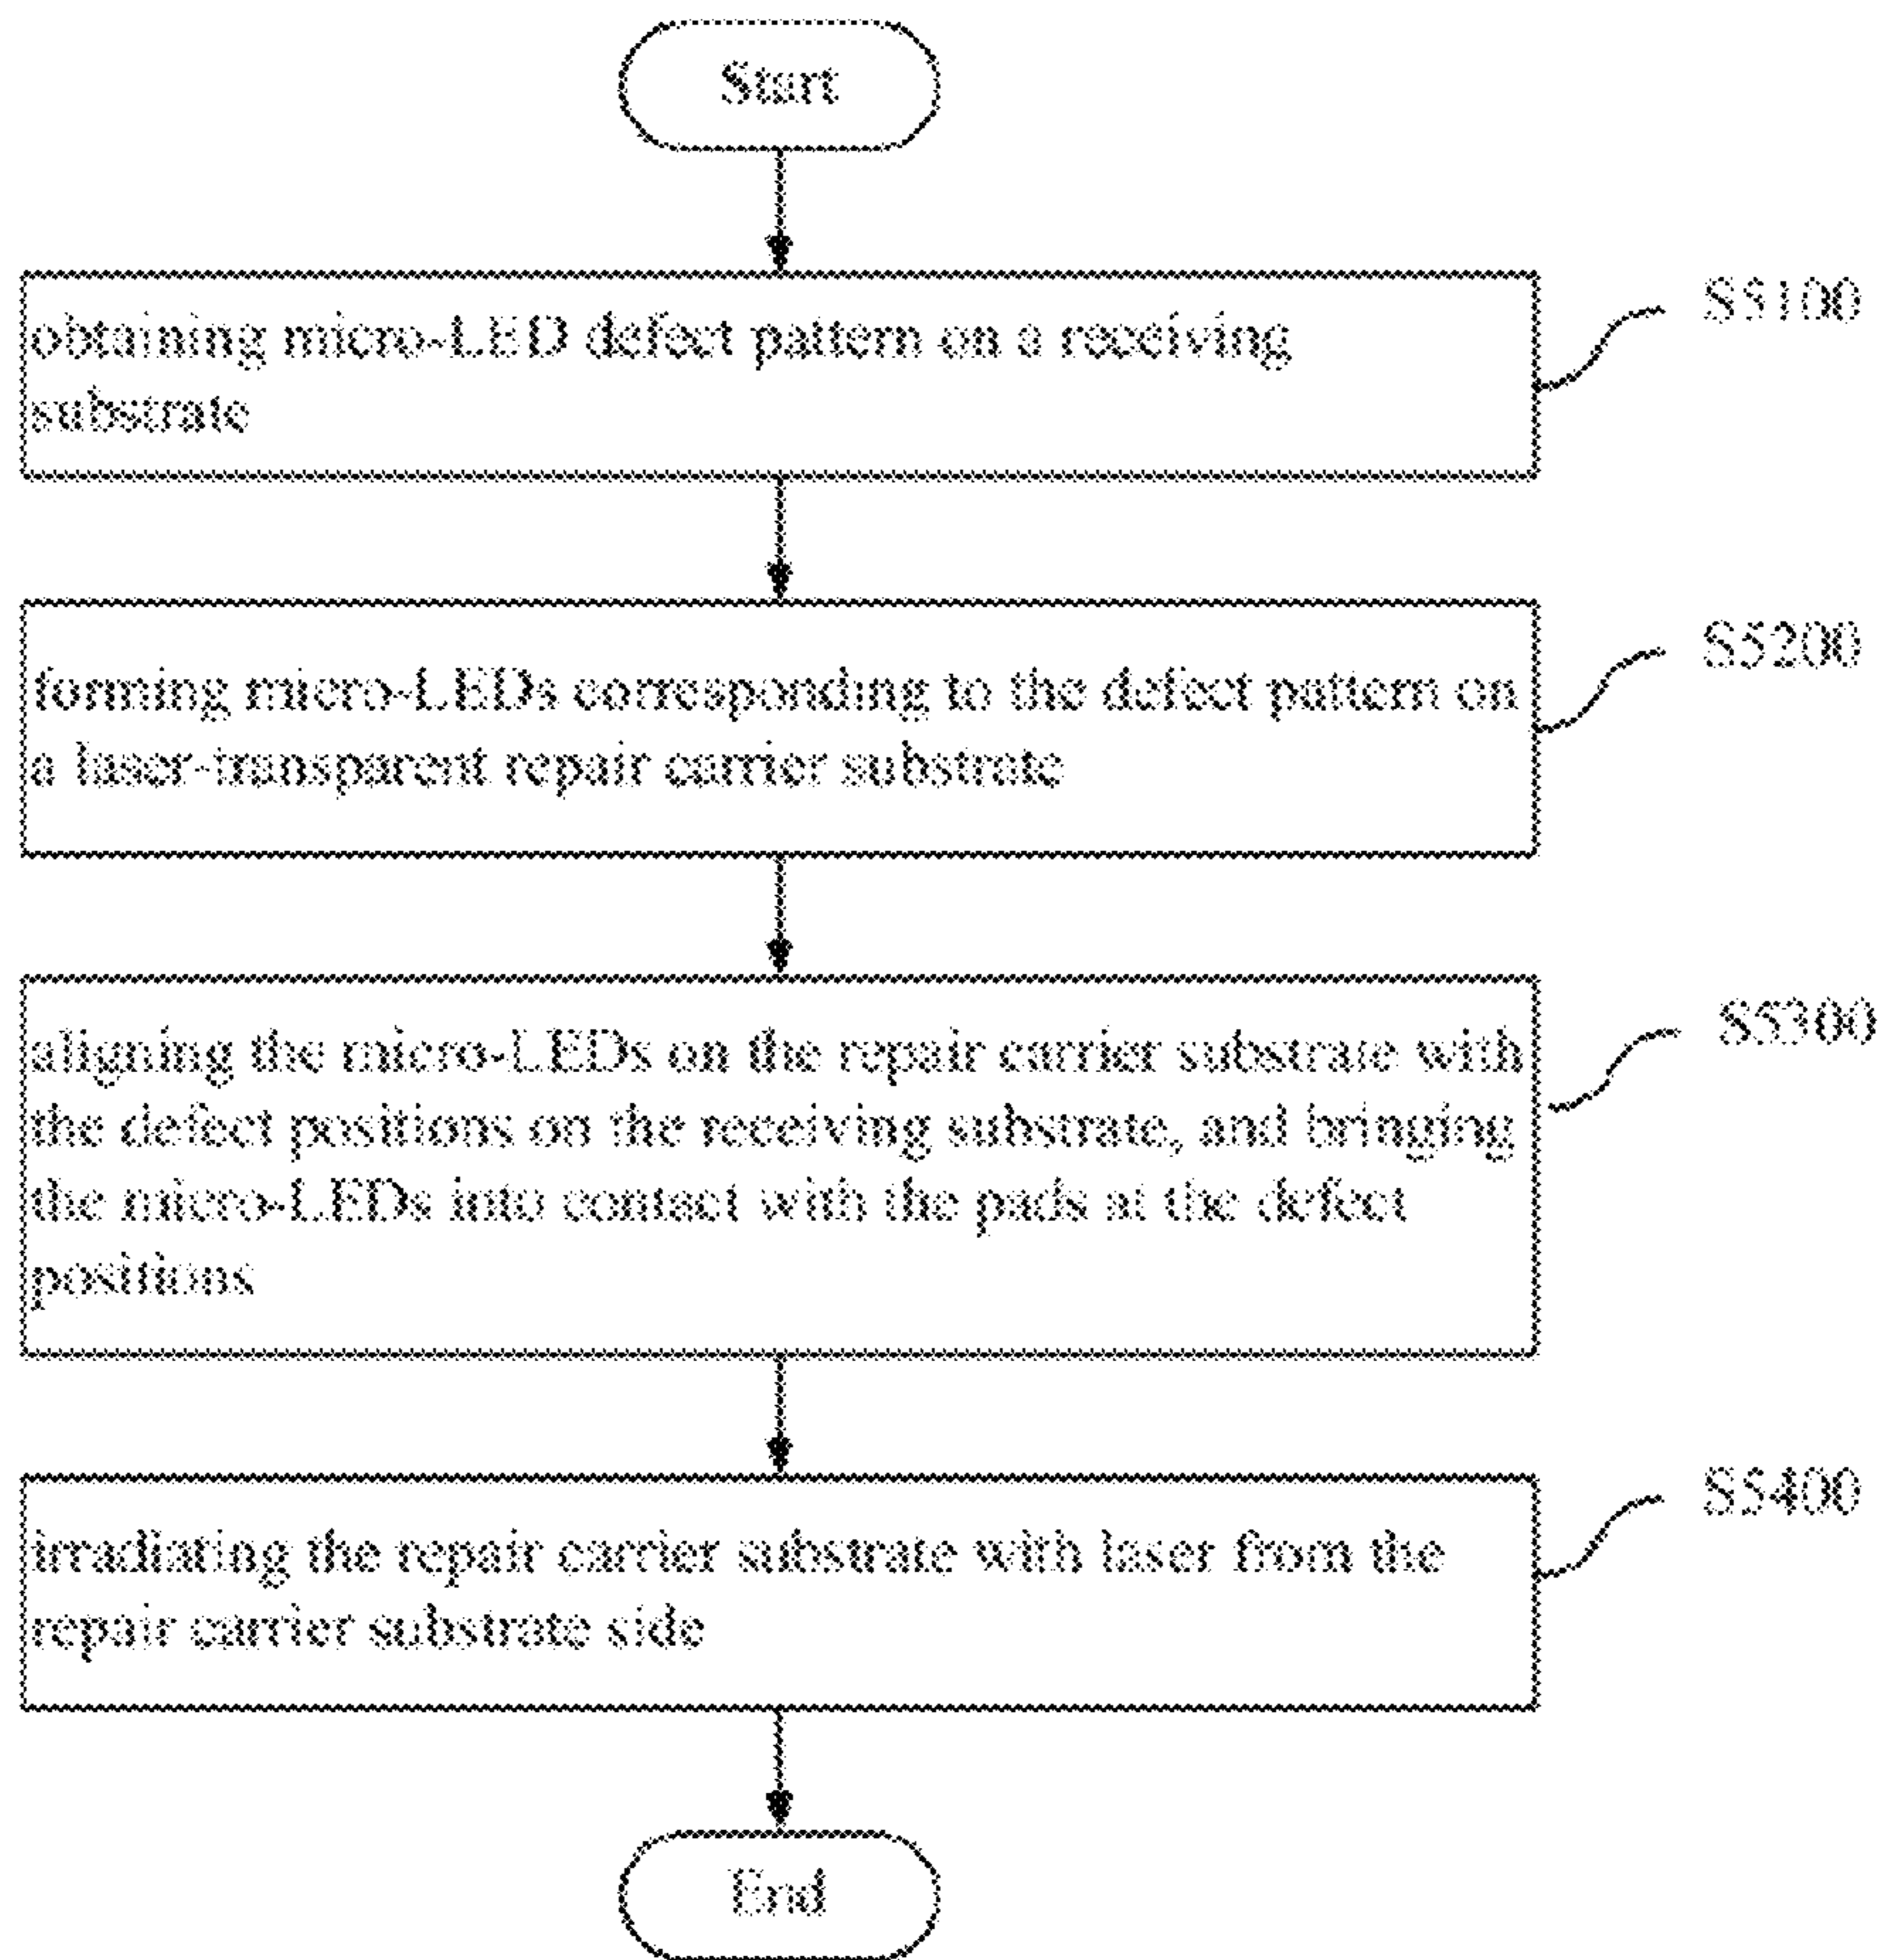 Start
obtaining micro-LED defect pattern on a receiving
substrate
S5100
forming micro-LEDs corresponding to the defect pattern on
a laser-transparent repair carrier substrate
S5200
aligning the micro-LEDs on the repair carrier substrate with
the defect positions on the receiving substrate, and bringing
the micro-LEDs into contact with the pads at the defect
positions
S5300
irradiating the repair carrier substrate with laser from the
repair carrier substrate side
S5400
End